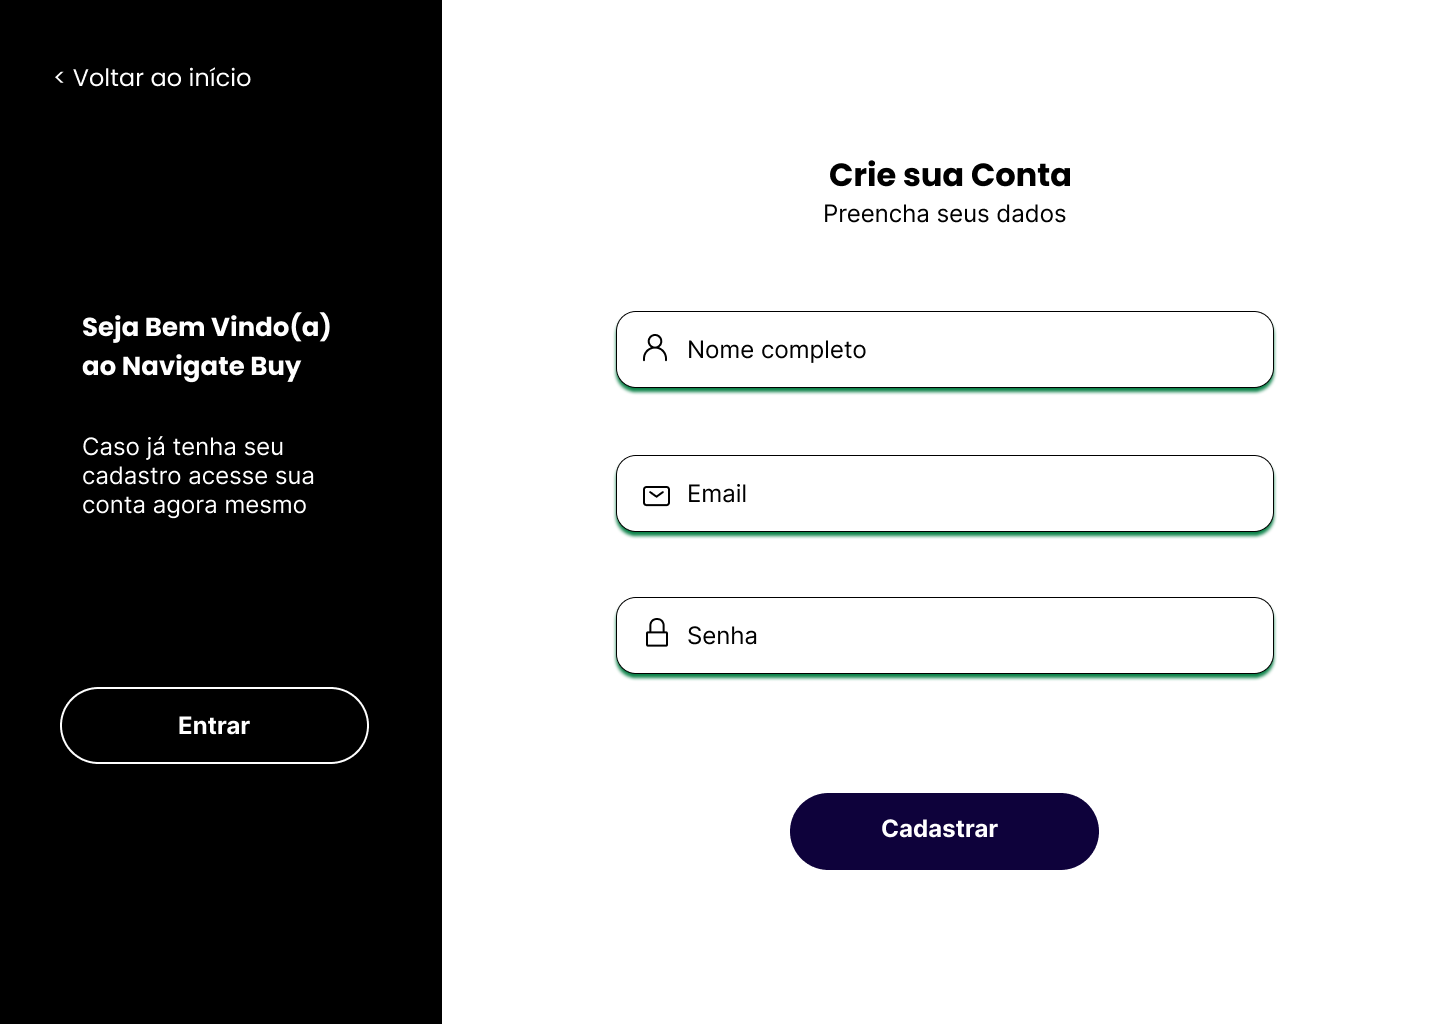 < Voltar ao início
Seja Bem Vindo(a)
ao Navigate Buy
Caso já tenha seu
cadastro acesse sua
conta agora mesmo
Entrar
Crie sua Conta
Preencha seus dados
Nome completo
Email
Senha
Cadastrar